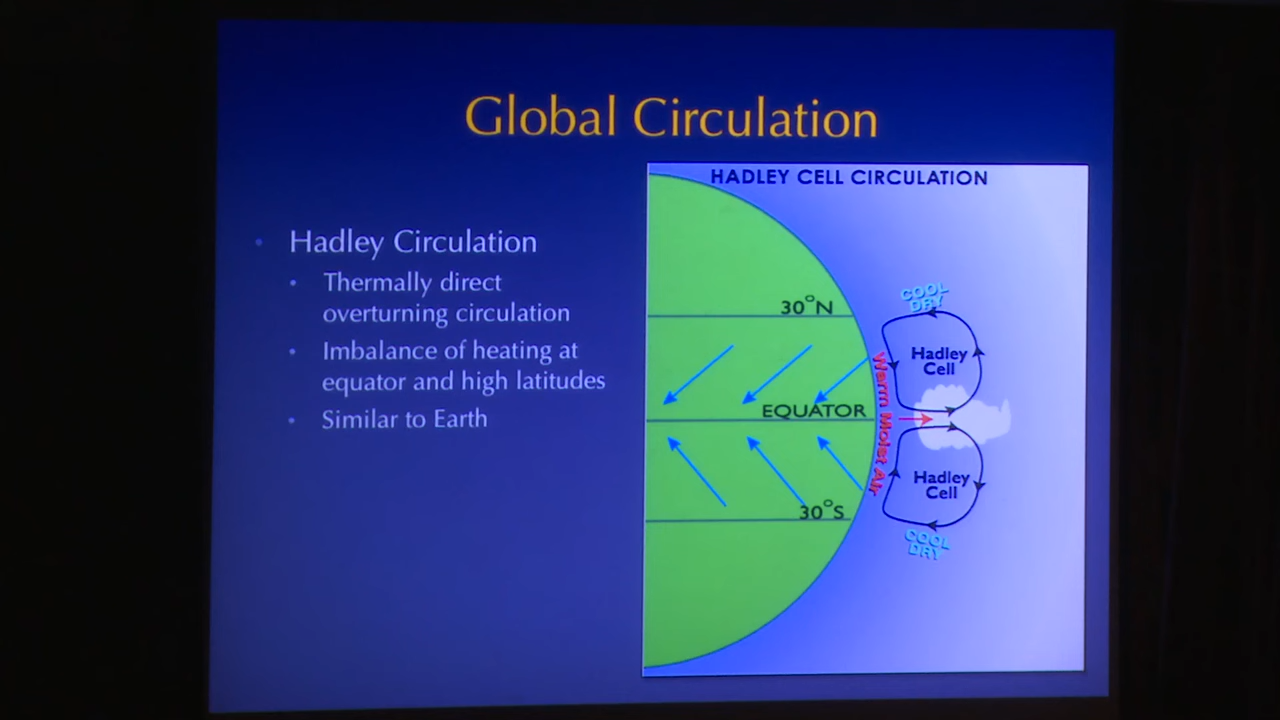 Global Circulation
• Hadley Circulation
• Thermally direct
overturning circulation
• Imbalance of heating at
equator and high latitudes
• Similar to Earth
HADLEY CELL CIRCULATION
30°N
EQUATOR
30°S
Warm Moist Air
COOL
DRY
Hadley
Cell
Hadley
Cell
COOL
DRY